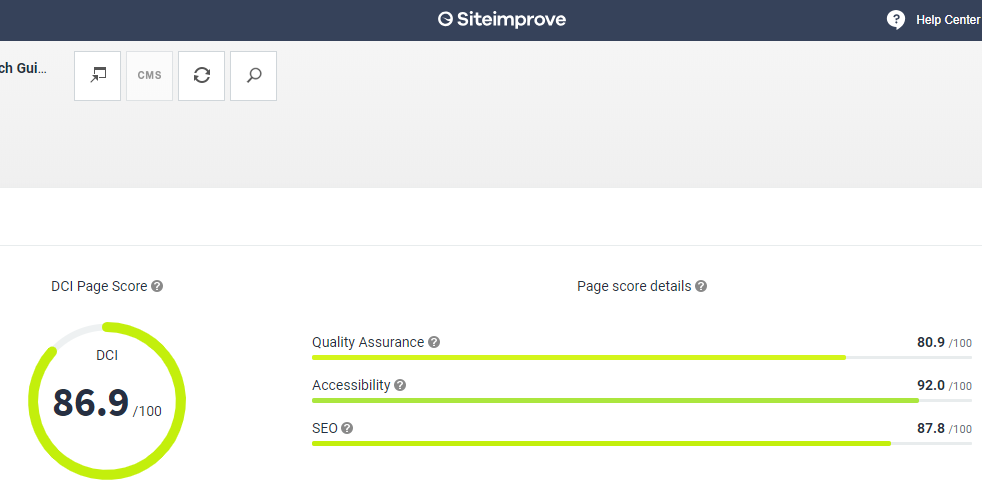 Siteimprove
? Help Center
ch Gui...
CMS
DCI Page Score ?
Page score details ?
DCI
86.9 /100
Quality Assurance ? 80.9 /100
Accessibility ? 92.0 /100
SEO ? 87.8 /100